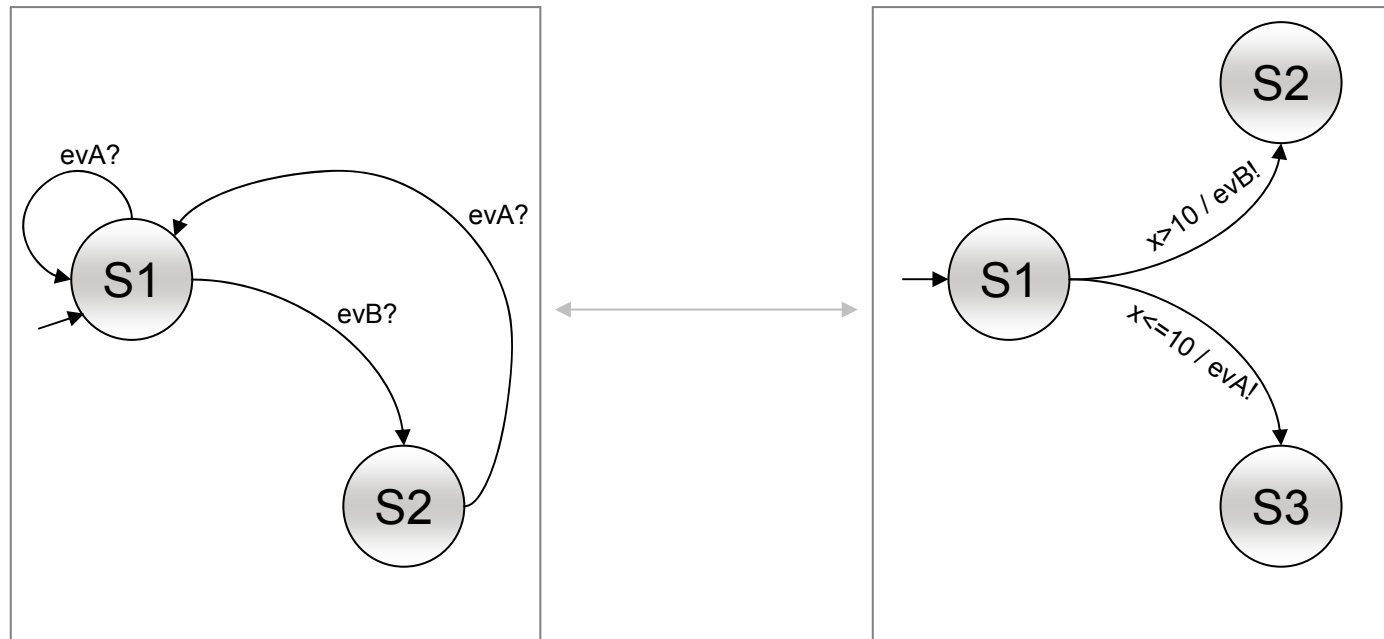 evA?
S1
evB?
evA?
S2
S2
x>10 / evB!
S1
x<=10 / evA!
S3